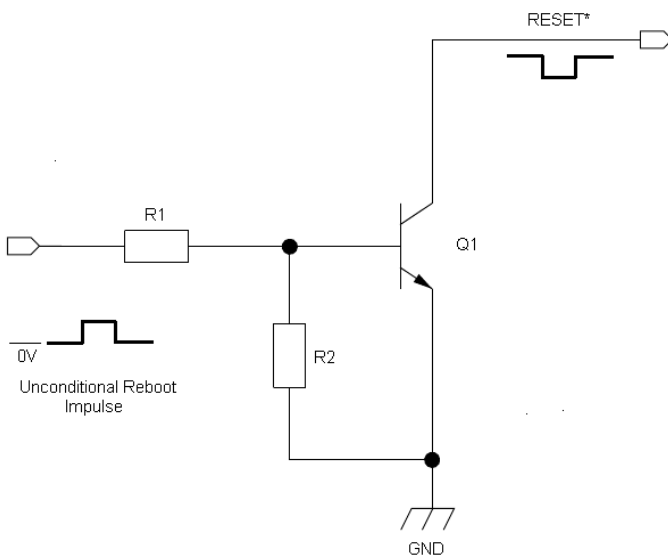 RESET*
R1
Q1
0V
R2
Unconditional Reboot
Impulse
GND